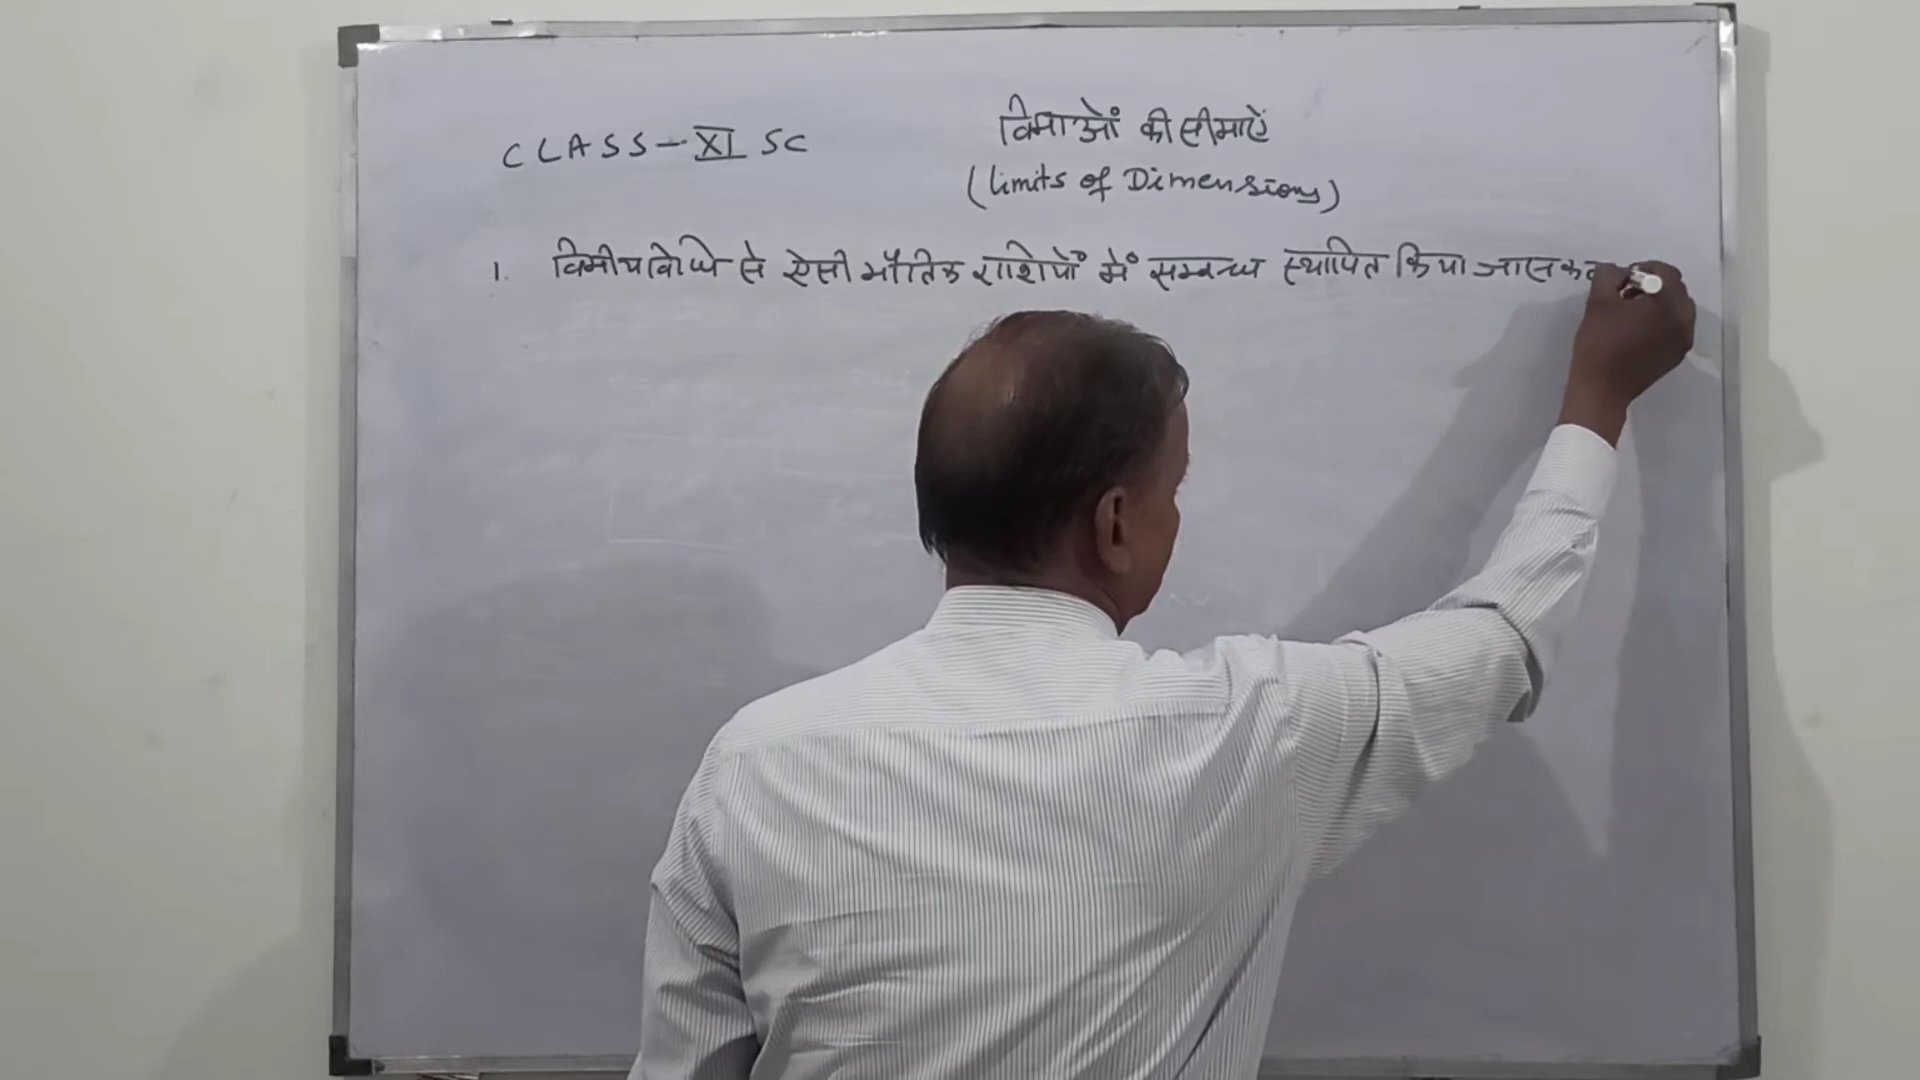 CLASS-XI SC
विमाओं की सीमाऐं
(Limits of Dimensions)
1. विमीय विधि से ऐसी भौतिक राशियों में सम्बन्ध स्थापित किया जा सकता